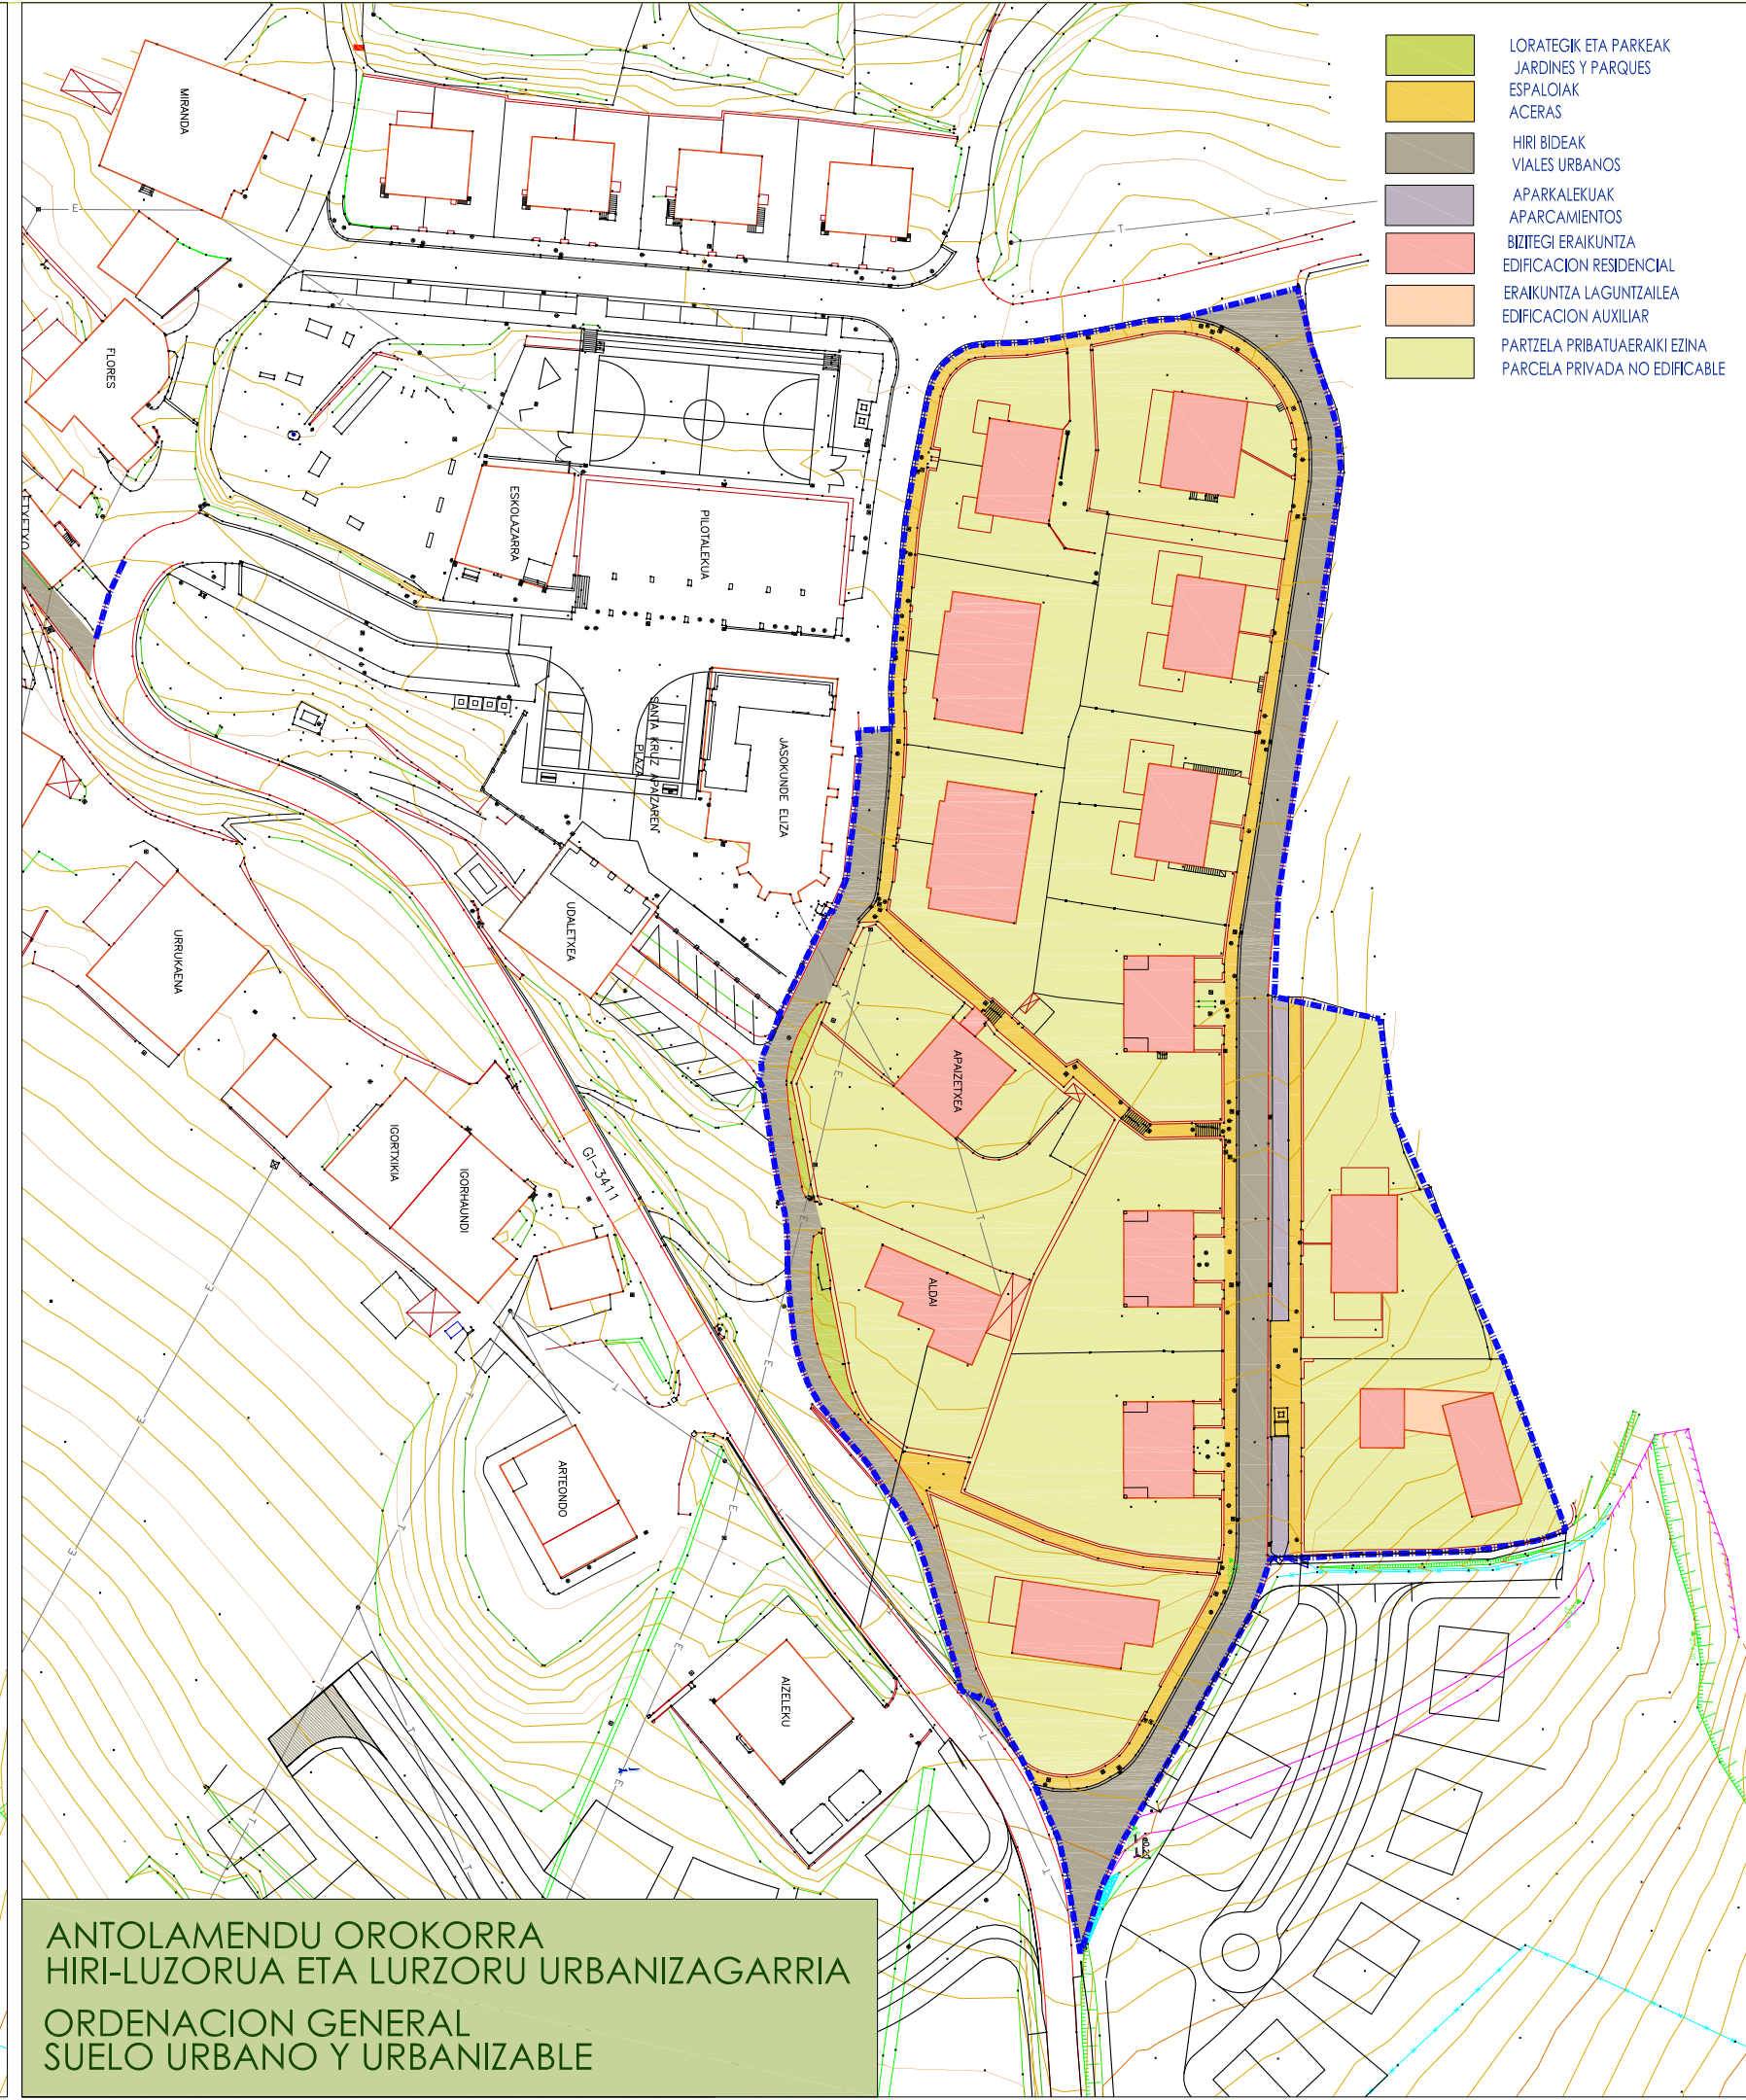 LORATEGIK ETA PARKEAK
JARDINES Y PARQUES
ESPALOIAK
ACERAS
HIRI BIDEAK
VIALES URBANOS
APARKALEKUAK
APARCAMIENTOS
BIZITEGI ERAIKUNTZA
EDIFICACION RESIDENCIAL
ERAIKUNTZA LAGUNTZAILEA
EDIFICACION AUXILIAR
PARTZELA PRIBATUAERAIKI EZINA
PARCELA PRIVADA NO EDIFICABLE
MIRANDA
FLORES
ESKOLAZARRA
PILOTALEKUA
SANTA KRUZ APAIZAREN
PLAZA
JASOKUNDE ELIZA
UDALETXEA
URRUKAENA
IGORTXIKIA
IGORHAUNDI
GI-3411
APAIZETXEA
ALDAI
ARTEONDO
AIZELEKU
ANTOLAMENDU OROKORRA
HIRI-LUZORUA ETA LURZORU URBANIZAGARRIA
ORDENACION GENERAL
SUELO URBANO Y URBANIZABLE